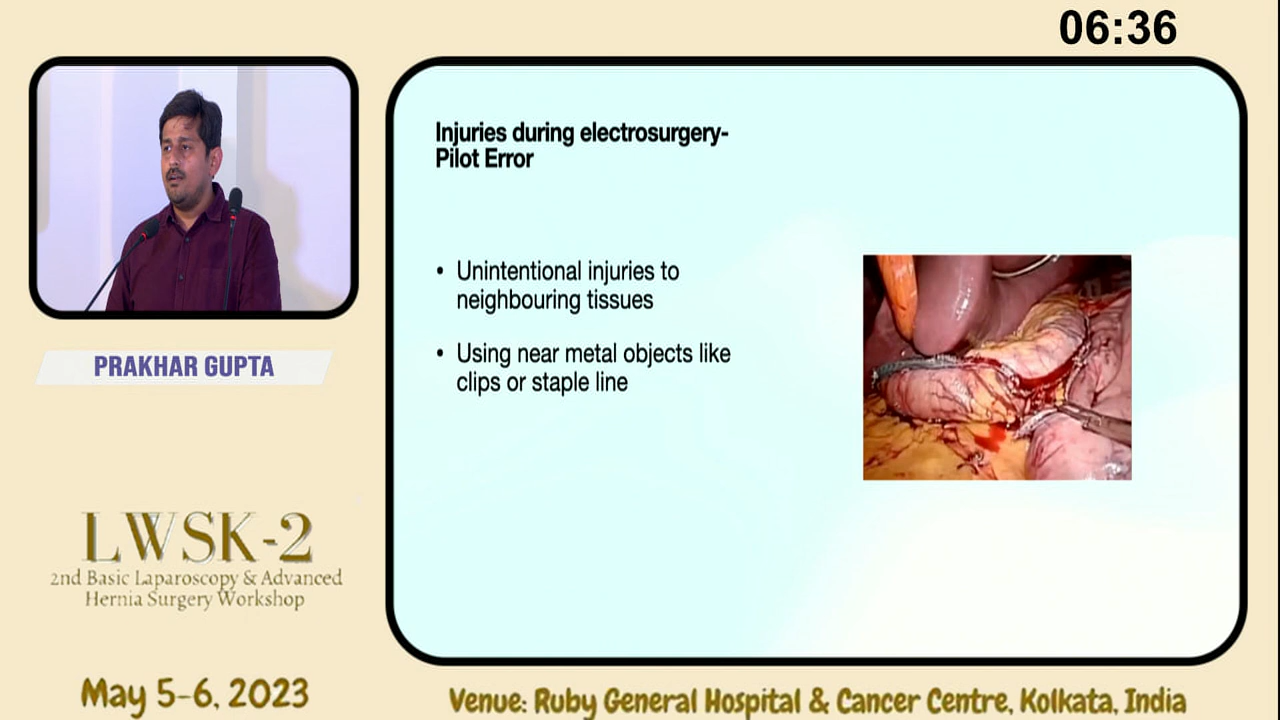 06:36
Injuries during electrosurgery-
Pilot Error
• Unintentional injuries to
neighbouring tissues
• Using near metal objects like
clips or staple line
PRAKHAR GUPTA
LWSK-2
2nd Basic Laparoscopy & Advanced
Hernia Surgery Workshop
May 5-6, 2023
Venue: Ruby General Hospital & Cancer Centre, Kolkata, India